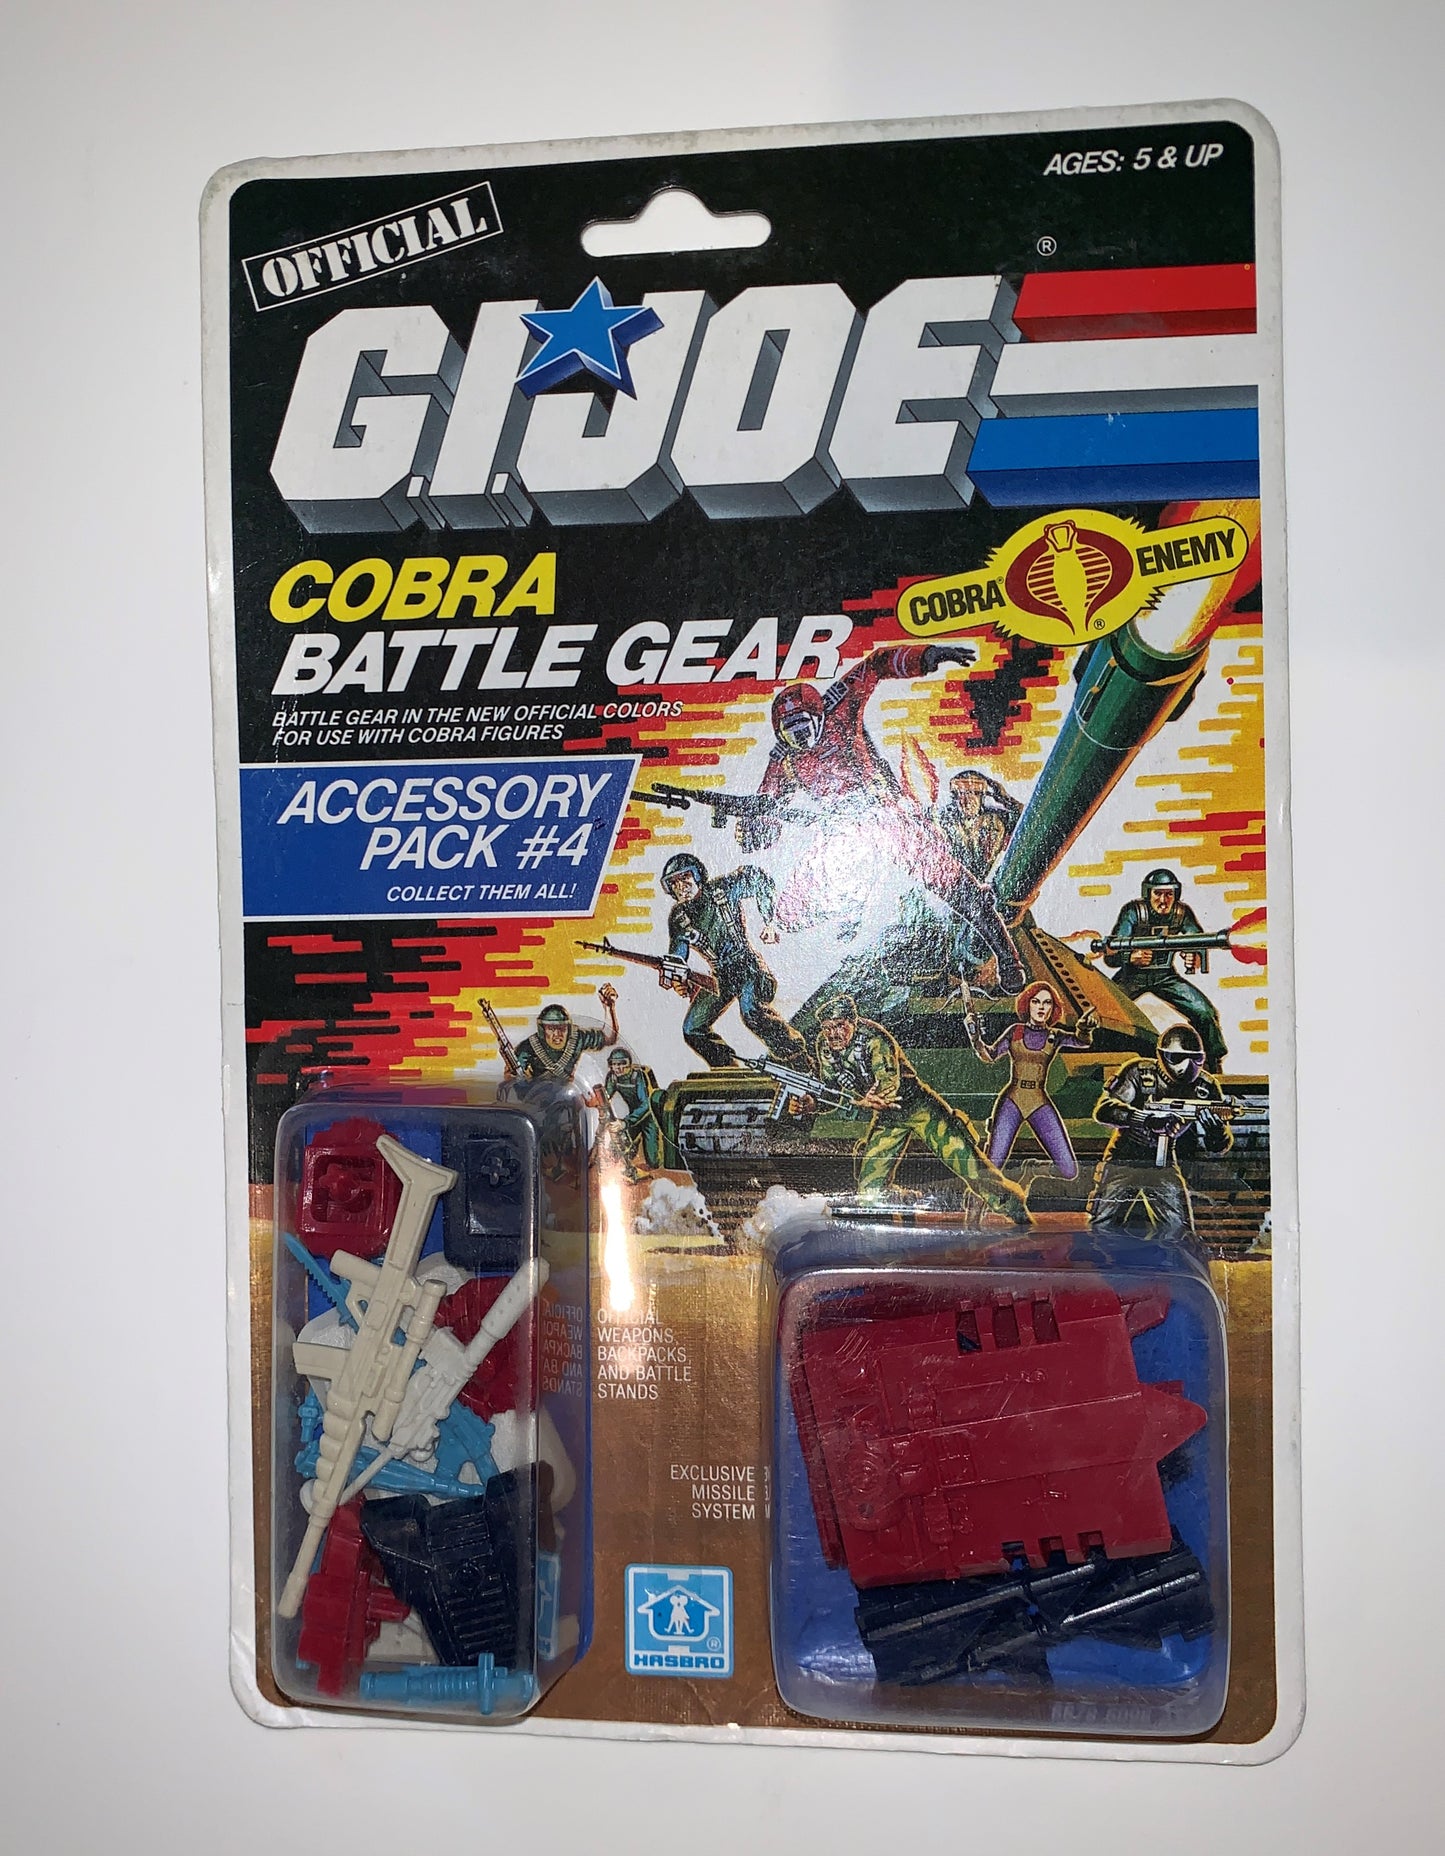 AGES: 5 & UP
OFFICIAL
G.I. JOE
®
COBRA® ENEMY
®
COBRA
BATTLE GEAR
BATTLE GEAR IN THE NEW OFFICIAL COLORS
FOR USE WITH COBRA FIGURES
ACCESSORY
PACK #4
COLLECT THEM ALL!
OFFICIAL
WEAPONS,
BACKPACKS,
AND BATTLE
STANDS
EXCLUSIVE
MISSILE
SYSTEM
®
HASBRO